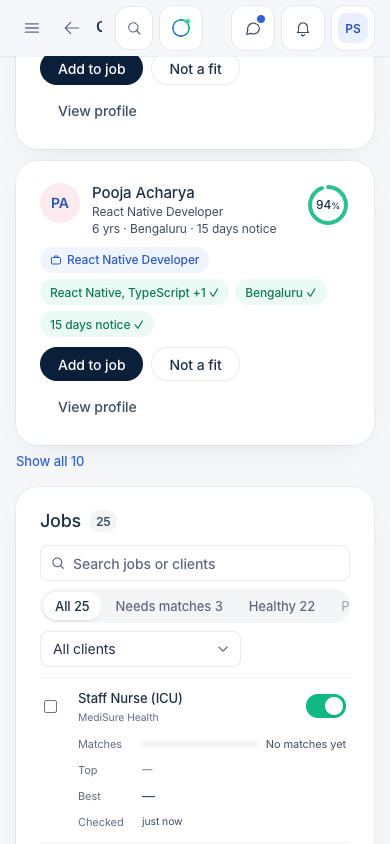 PS
Add to job
Not a fit
View profile
PA
Pooja Acharya
React Native Developer
6 yrs · Bengaluru · 15 days notice
94%
React Native Developer
React Native, TypeScript +1 ✓
Bengaluru ✓
15 days notice ✓
Add to job
Not a fit
View profile
Show all 10
Jobs 25
Search jobs or clients
All 25
Needs matches 3
Healthy 22
P
All clients
Staff Nurse (ICU)
MediSure Health
Matches
No matches yet
Top
—
Best
—
Checked
just now